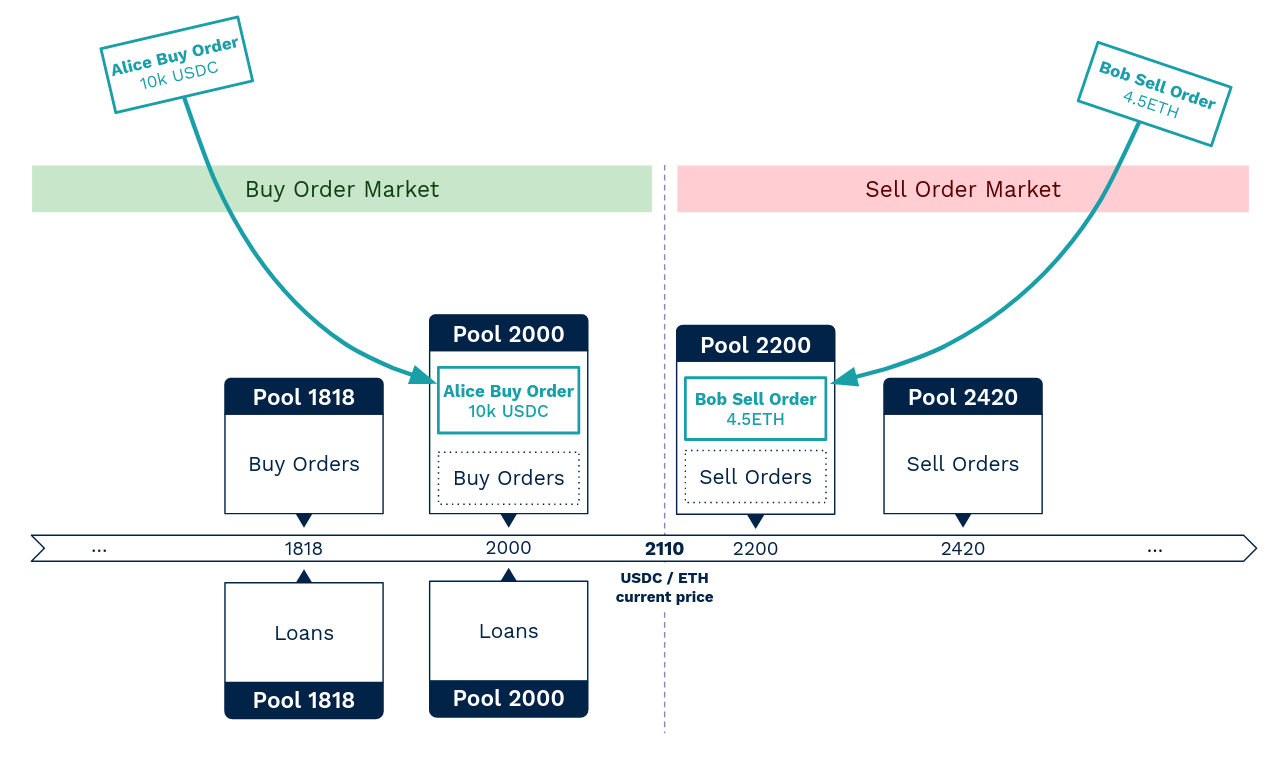 Alice Buy Order
10k USDC
Bob Sell Order
4.5ETH
Buy Order Market
Sell Order Market
Pool 1818
Buy Orders
Pool 2000
Alice Buy Order
10k USDC
Buy Orders
Pool 2200
Bob Sell Order
4.5ETH
Sell Orders
Pool 2420
Sell Orders
...
1818
2000
2110
2200
2420
...
USDC / ETH
current price
Loans
Pool 1818
Loans
Pool 2000